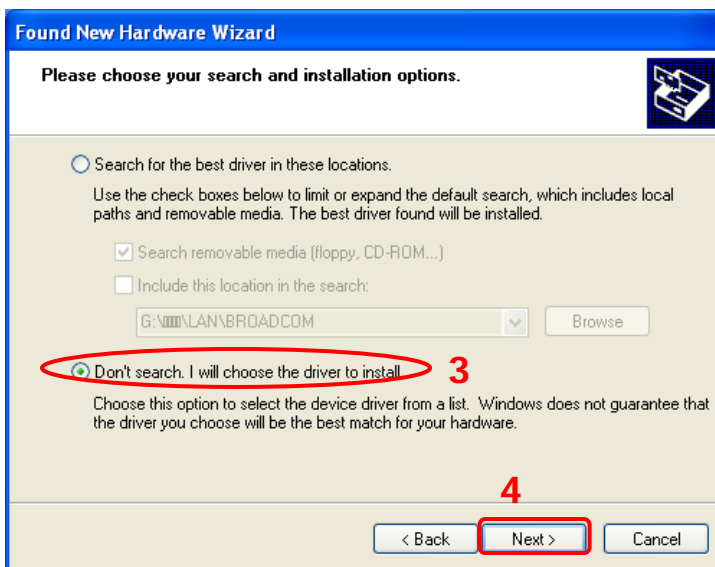 Found New Hardware Wizard
Please choose your search and installation options.
Search for the best driver in these locations.
Use the check boxes below to limit or expand the default search, which includes local
paths and removable media. The best driver found will be installed.
Search removable media (floppy, CD-ROM...)
Include this location in the search:
\LAN\BROADCOM
Browse
Don't search. I will choose the driver to install.
3
Choose this option to select the device driver from a list. Windows does not guarantee that
the driver you choose will be the best match for your hardware.
4
< Back
Next >
Cancel